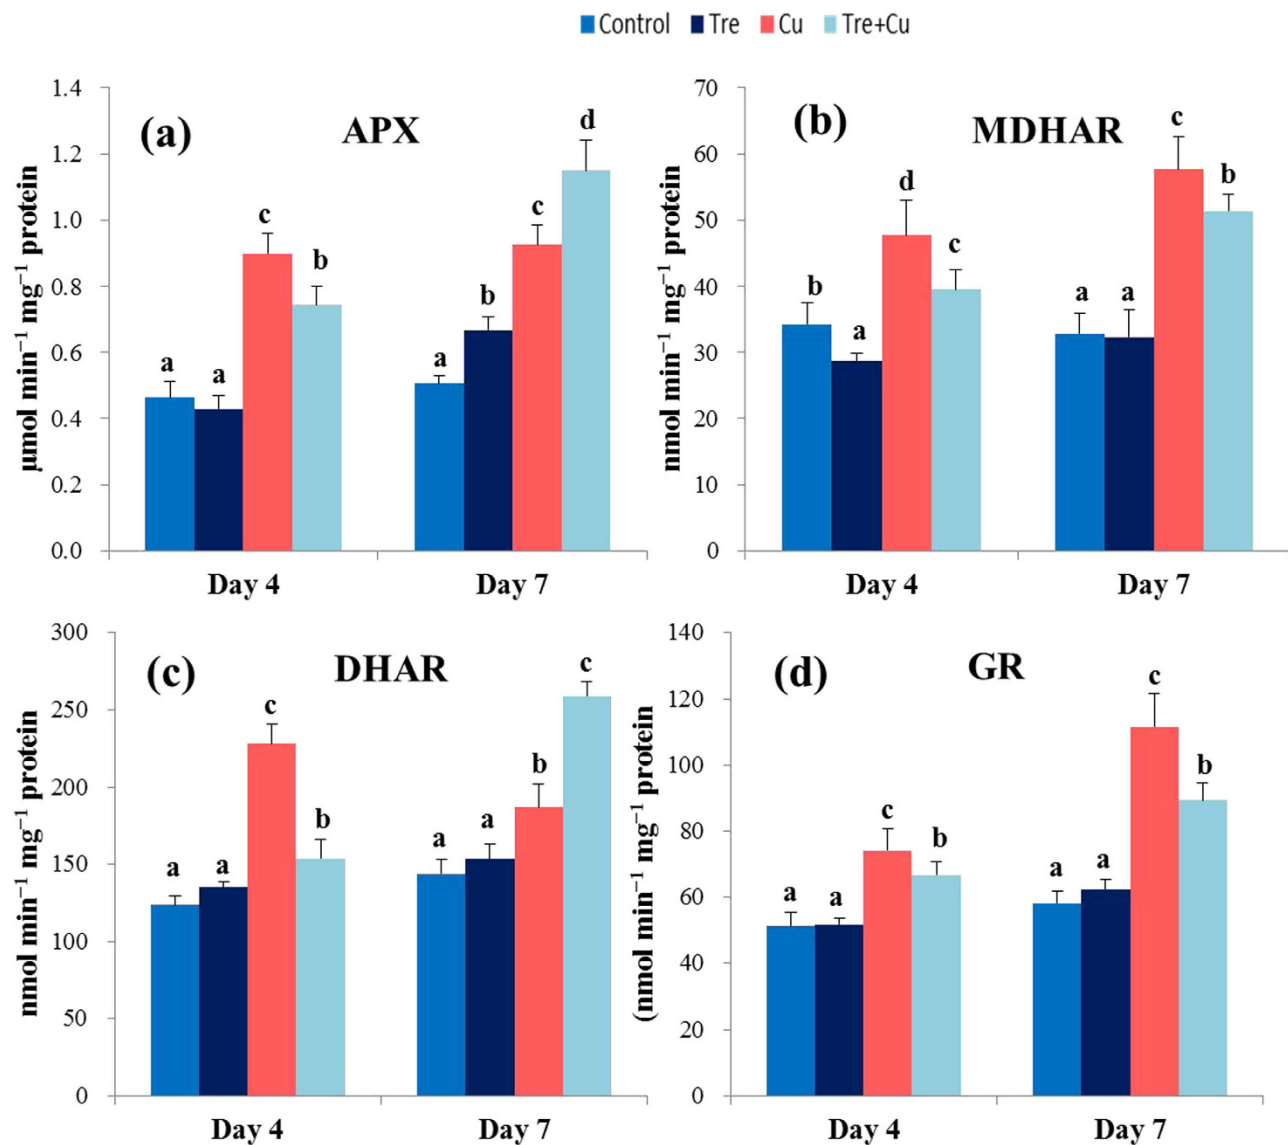 Control Tre Cu Tre+Cu
(a) APX
μmol min⁻¹ mg⁻¹ protein
1.4
1.2
1.0
0.8
0.6
0.4
0.2
0.0
a a c b
a b c d
Day 4 Day 7
(b) MDHAR
nmol min⁻¹ mg⁻¹ protein
70
60
50
40
30
20
10
0
b a d c
a a c b
Day 4 Day 7
(c) DHAR
nmol min⁻¹ mg⁻¹ protein
300
250
200
150
100
50
0
a a c b
a a b c
Day 4 Day 7
(d) GR
(nmol min⁻¹ mg⁻¹ protein
140
120
100
80
60
40
20
0
a a c b
a a c b
Day 4 Day 7